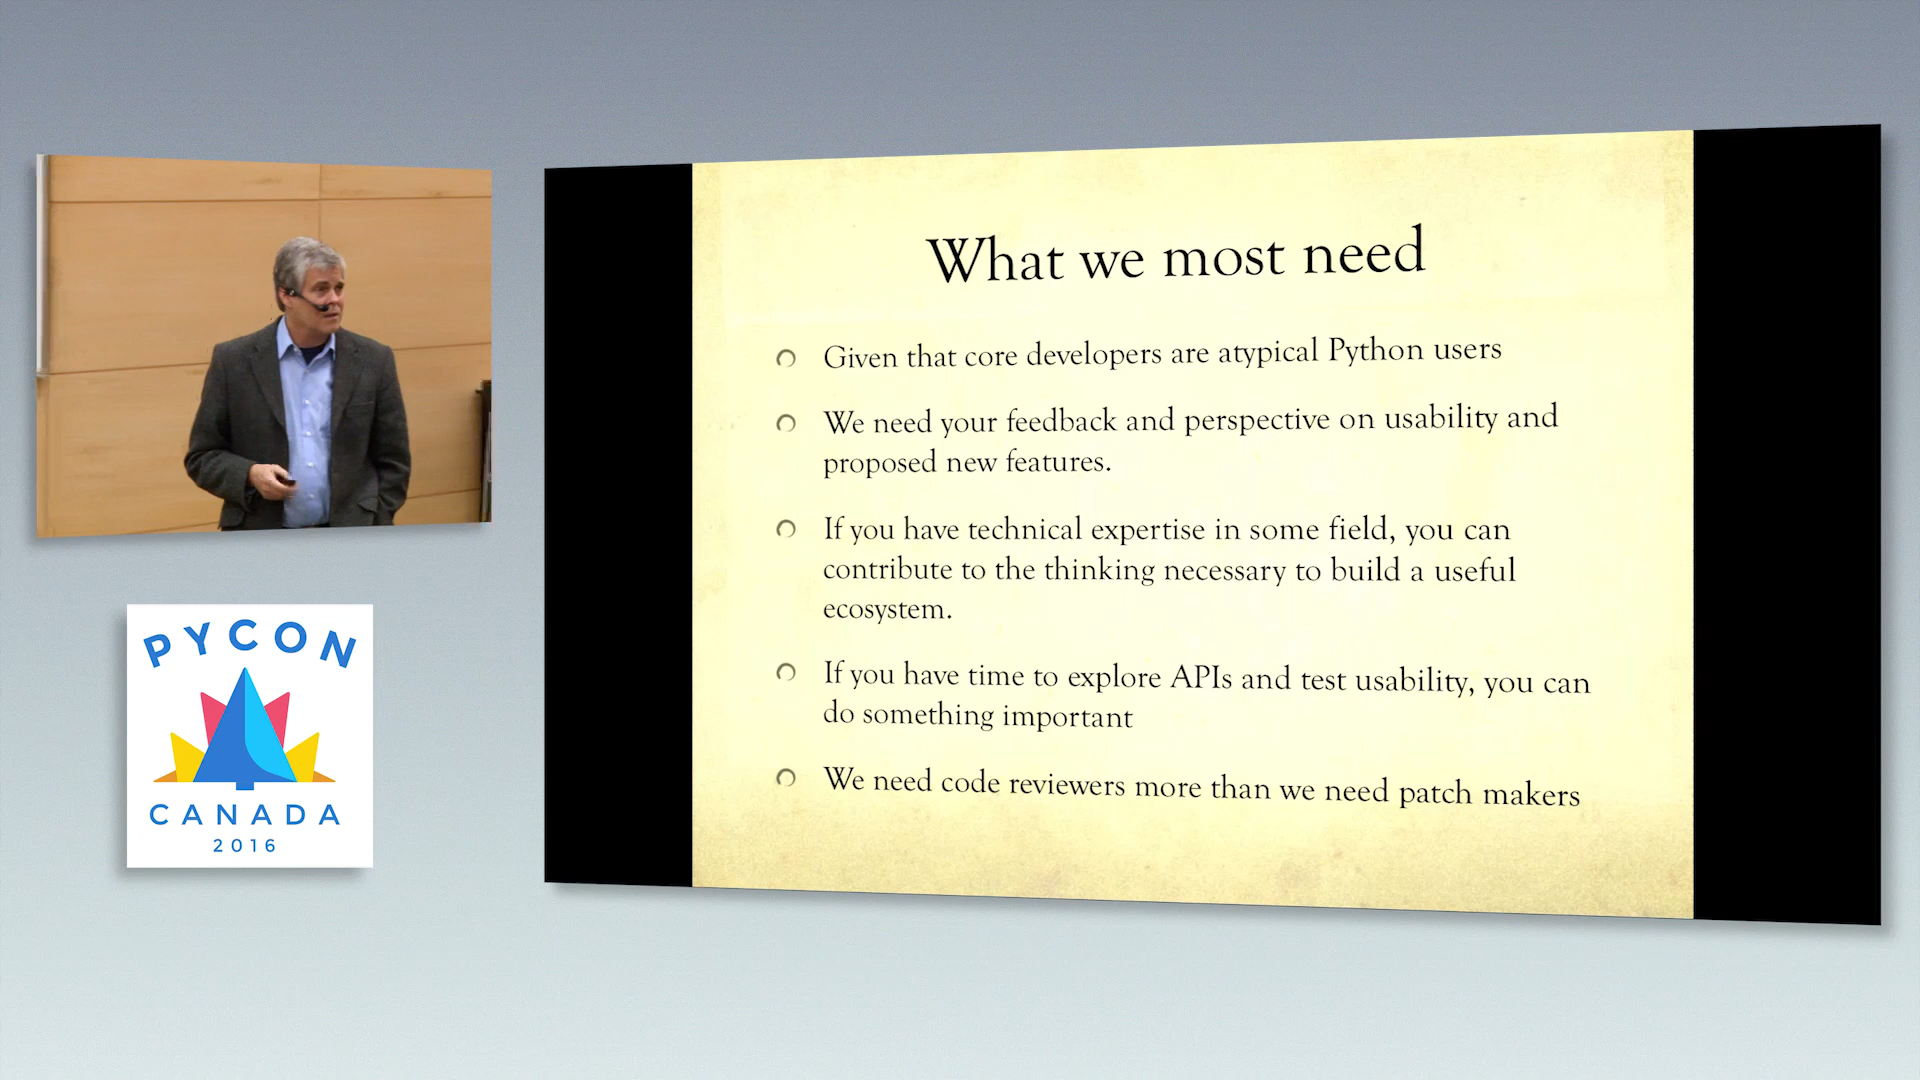 PYCON
CANADA
2016
What we most need
Given that core developers are atypical Python users
We need your feedback and perspective on usability and
proposed new features.
If you have technical expertise in some field, you can
contribute to the thinking necessary to build a useful
ecosystem.
If you have time to explore APIs and test usability, you can
do something important
We need code reviewers more than we need patch makers